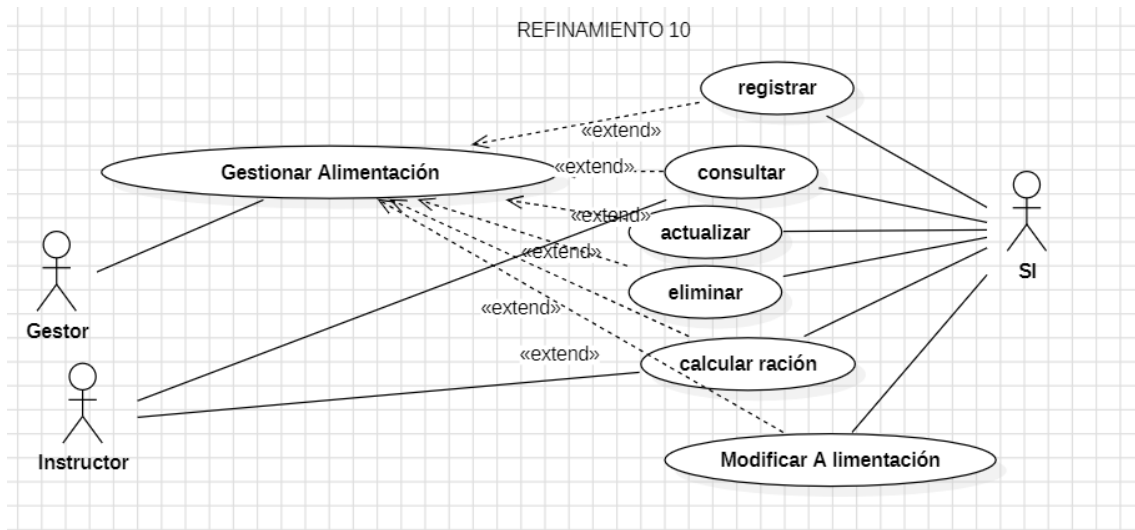 REFINAMIENTO 10
registrar
«extend»
Gestionar Alimentación
«extend»
consultar
«extend»
actualizar
«extend»
SI
eliminar
«extend»
Gestor
«extend»
calcular ración
Instructor
Modificar A limentación